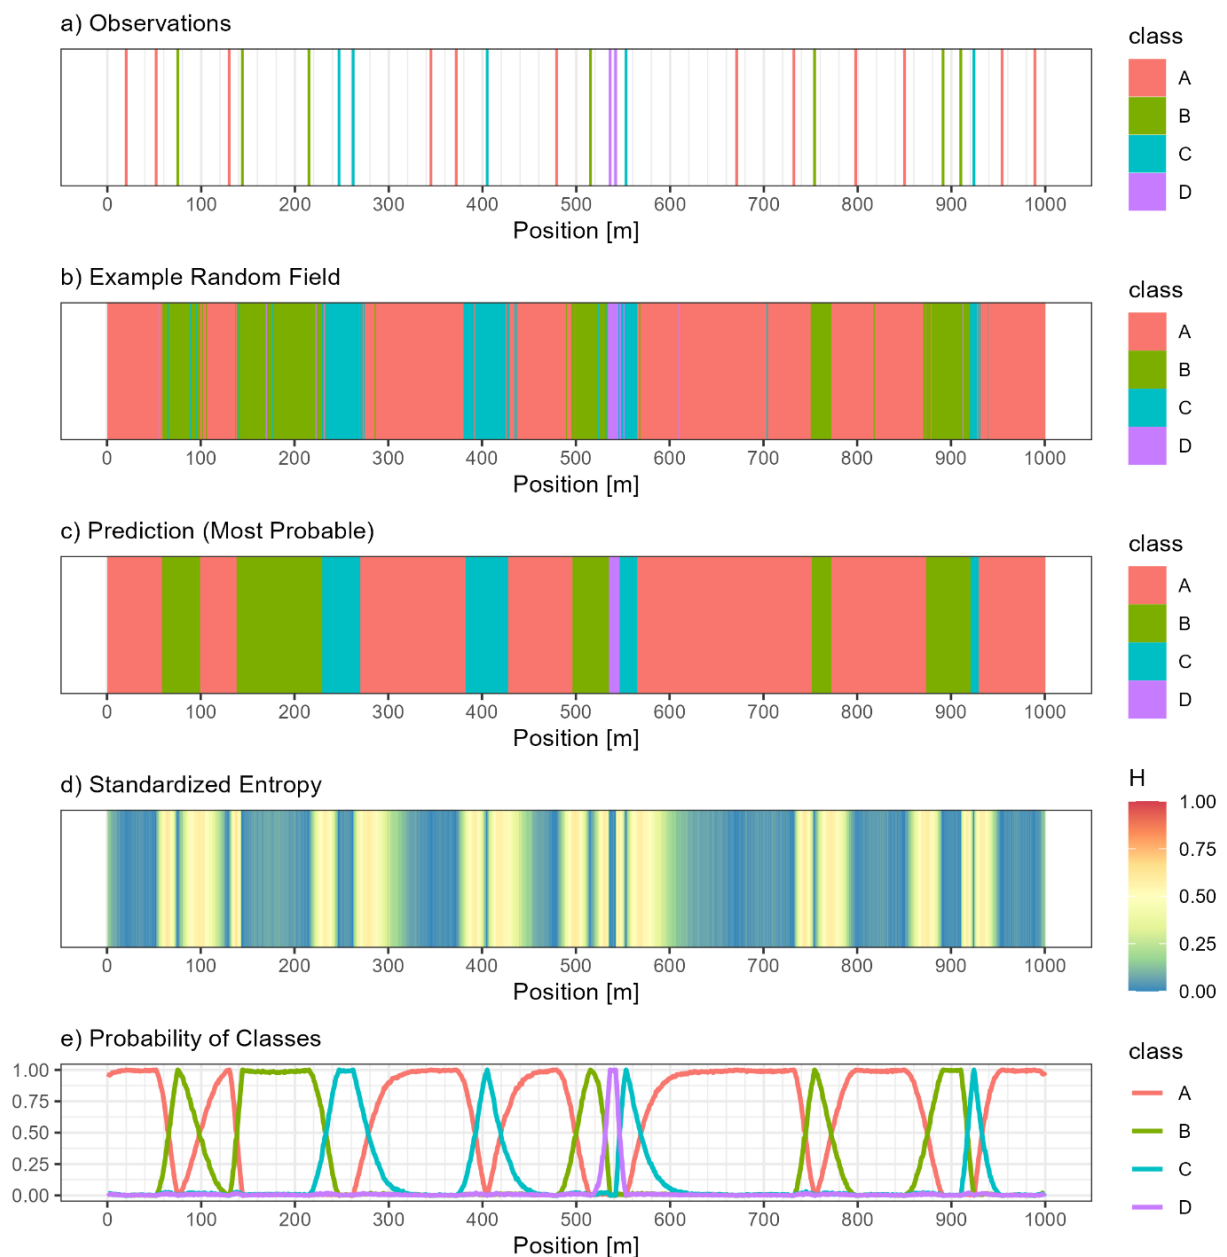 a) Observations
class
A
B
C
D
0 100 200 300 400 500 600 700 800 900 1000
Position [m]
b) Example Random Field
class
A
B
C
D
0 100 200 300 400 500 600 700 800 900 1000
Position [m]
c) Prediction (Most Probable)
class
A
B
C
D
0 100 200 300 400 500 600 700 800 900 1000
Position [m]
d) Standardized Entropy
H
1.00
0.75
0.50
0.25
0.00
0 100 200 300 400 500 600 700 800 900 1000
Position [m]
e) Probability of Classes
class
A
B
C
D
1.00
0.75
0.50
0.25
0.00
0 100 200 300 400 500 600 700 800 900 1000
Position [m]